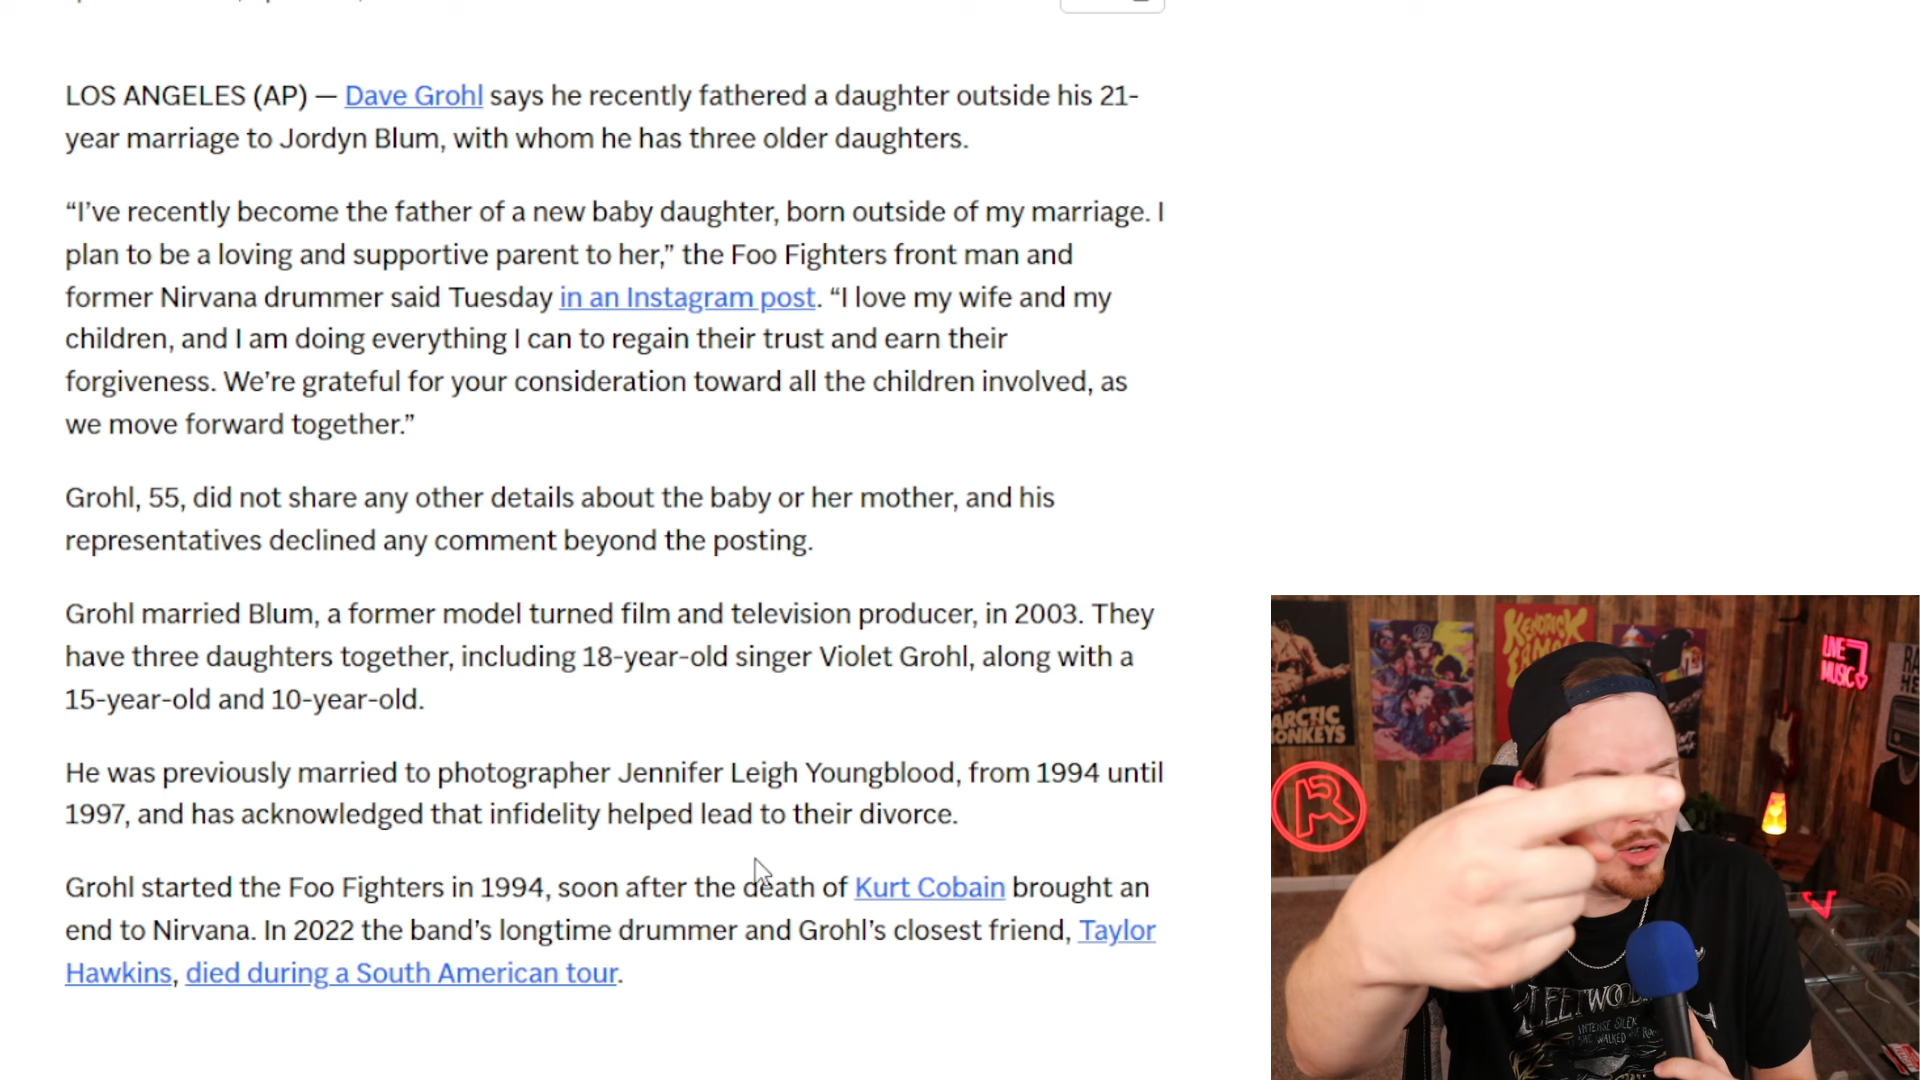 LOS ANGELES (AP) — Dave Grohl says he recently fathered a daughter outside his 21-
year marriage to Jordyn Blum, with whom he has three older daughters.
“I’ve recently become the father of a new baby daughter, born outside of my marriage. I
plan to be a loving and supportive parent to her,” the Foo Fighters front man and
former Nirvana drummer said Tuesday in an Instagram post. “I love my wife and my
children, and I am doing everything I can to regain their trust and earn their
forgiveness. We’re grateful for your consideration toward all the children involved, as
we move forward together.”
Grohl, 55, did not share any other details about the baby or her mother, and his
representatives declined any comment beyond the posting.
Grohl married Blum, a former model turned film and television producer, in 2003. They
have three daughters together, including 18-year-old singer Violet Grohl, along with a
15-year-old and 10-year-old.
He was previously married to photographer Jennifer Leigh Youngblood, from 1994 until
1997, and has acknowledged that infidelity helped lead to their divorce.
Grohl started the Foo Fighters in 1994, soon after the death of Kurt Cobain brought an
end to Nirvana. In 2022 the band’s longtime drummer and Grohl’s closest friend, Taylor
Hawkins, died during a South American tour.
KENDRICK
LAMAR
LIVE
MUSIC
ARCTIC
MONKEYS
R
FLEETWOOD
INTENSE SILENCE